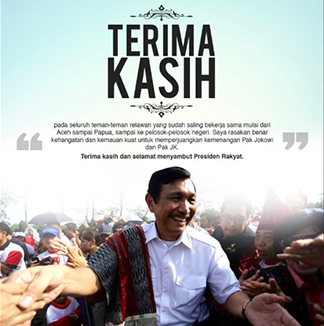 TERIMA
KASIH
pada seluruh teman-teman relawan yang sudah saling bekerja sama mulai dari
Aceh sampai Papua, sampai ke pelosok-pelosok negeri. Saya rasakan benar
kehangatan dan kemauan kuat untuk memperjuangkan kemenangan Pak Jokowi
dan Pak JK.
Terima kasih dan selamat menyambut Presiden Rakyat.